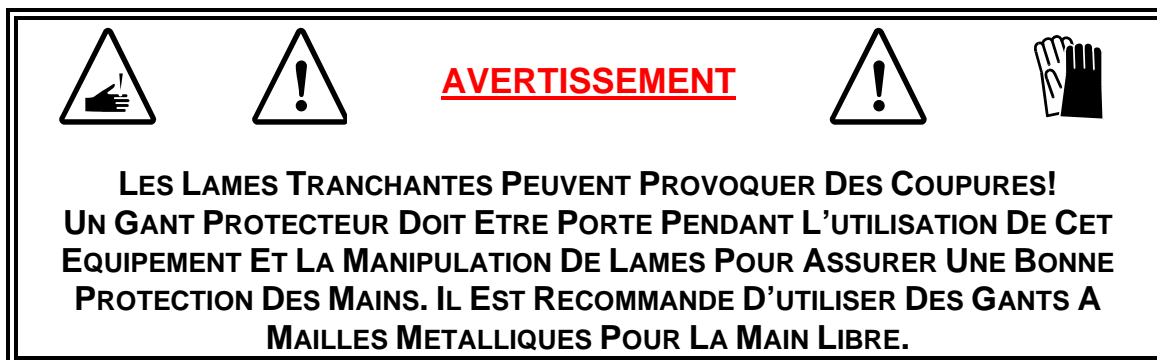 AVERTISSEMENT
LES LAMES TRANCHANTES PEUVENT PROVOQUER DES COUPURES!
UN GANT PROTECTEUR DOIT ETRE PORTE PENDANT L’UTILISATION DE CET
EQUIPEMENT ET LA MANIPULATION DE LAMES POUR ASSURER UNE BONNE
PROTECTION DES MAINS. IL EST RECOMMANDE D’UTILISER DES GANTS A
MAILLES METALLIQUES POUR LA MAIN LIBRE.